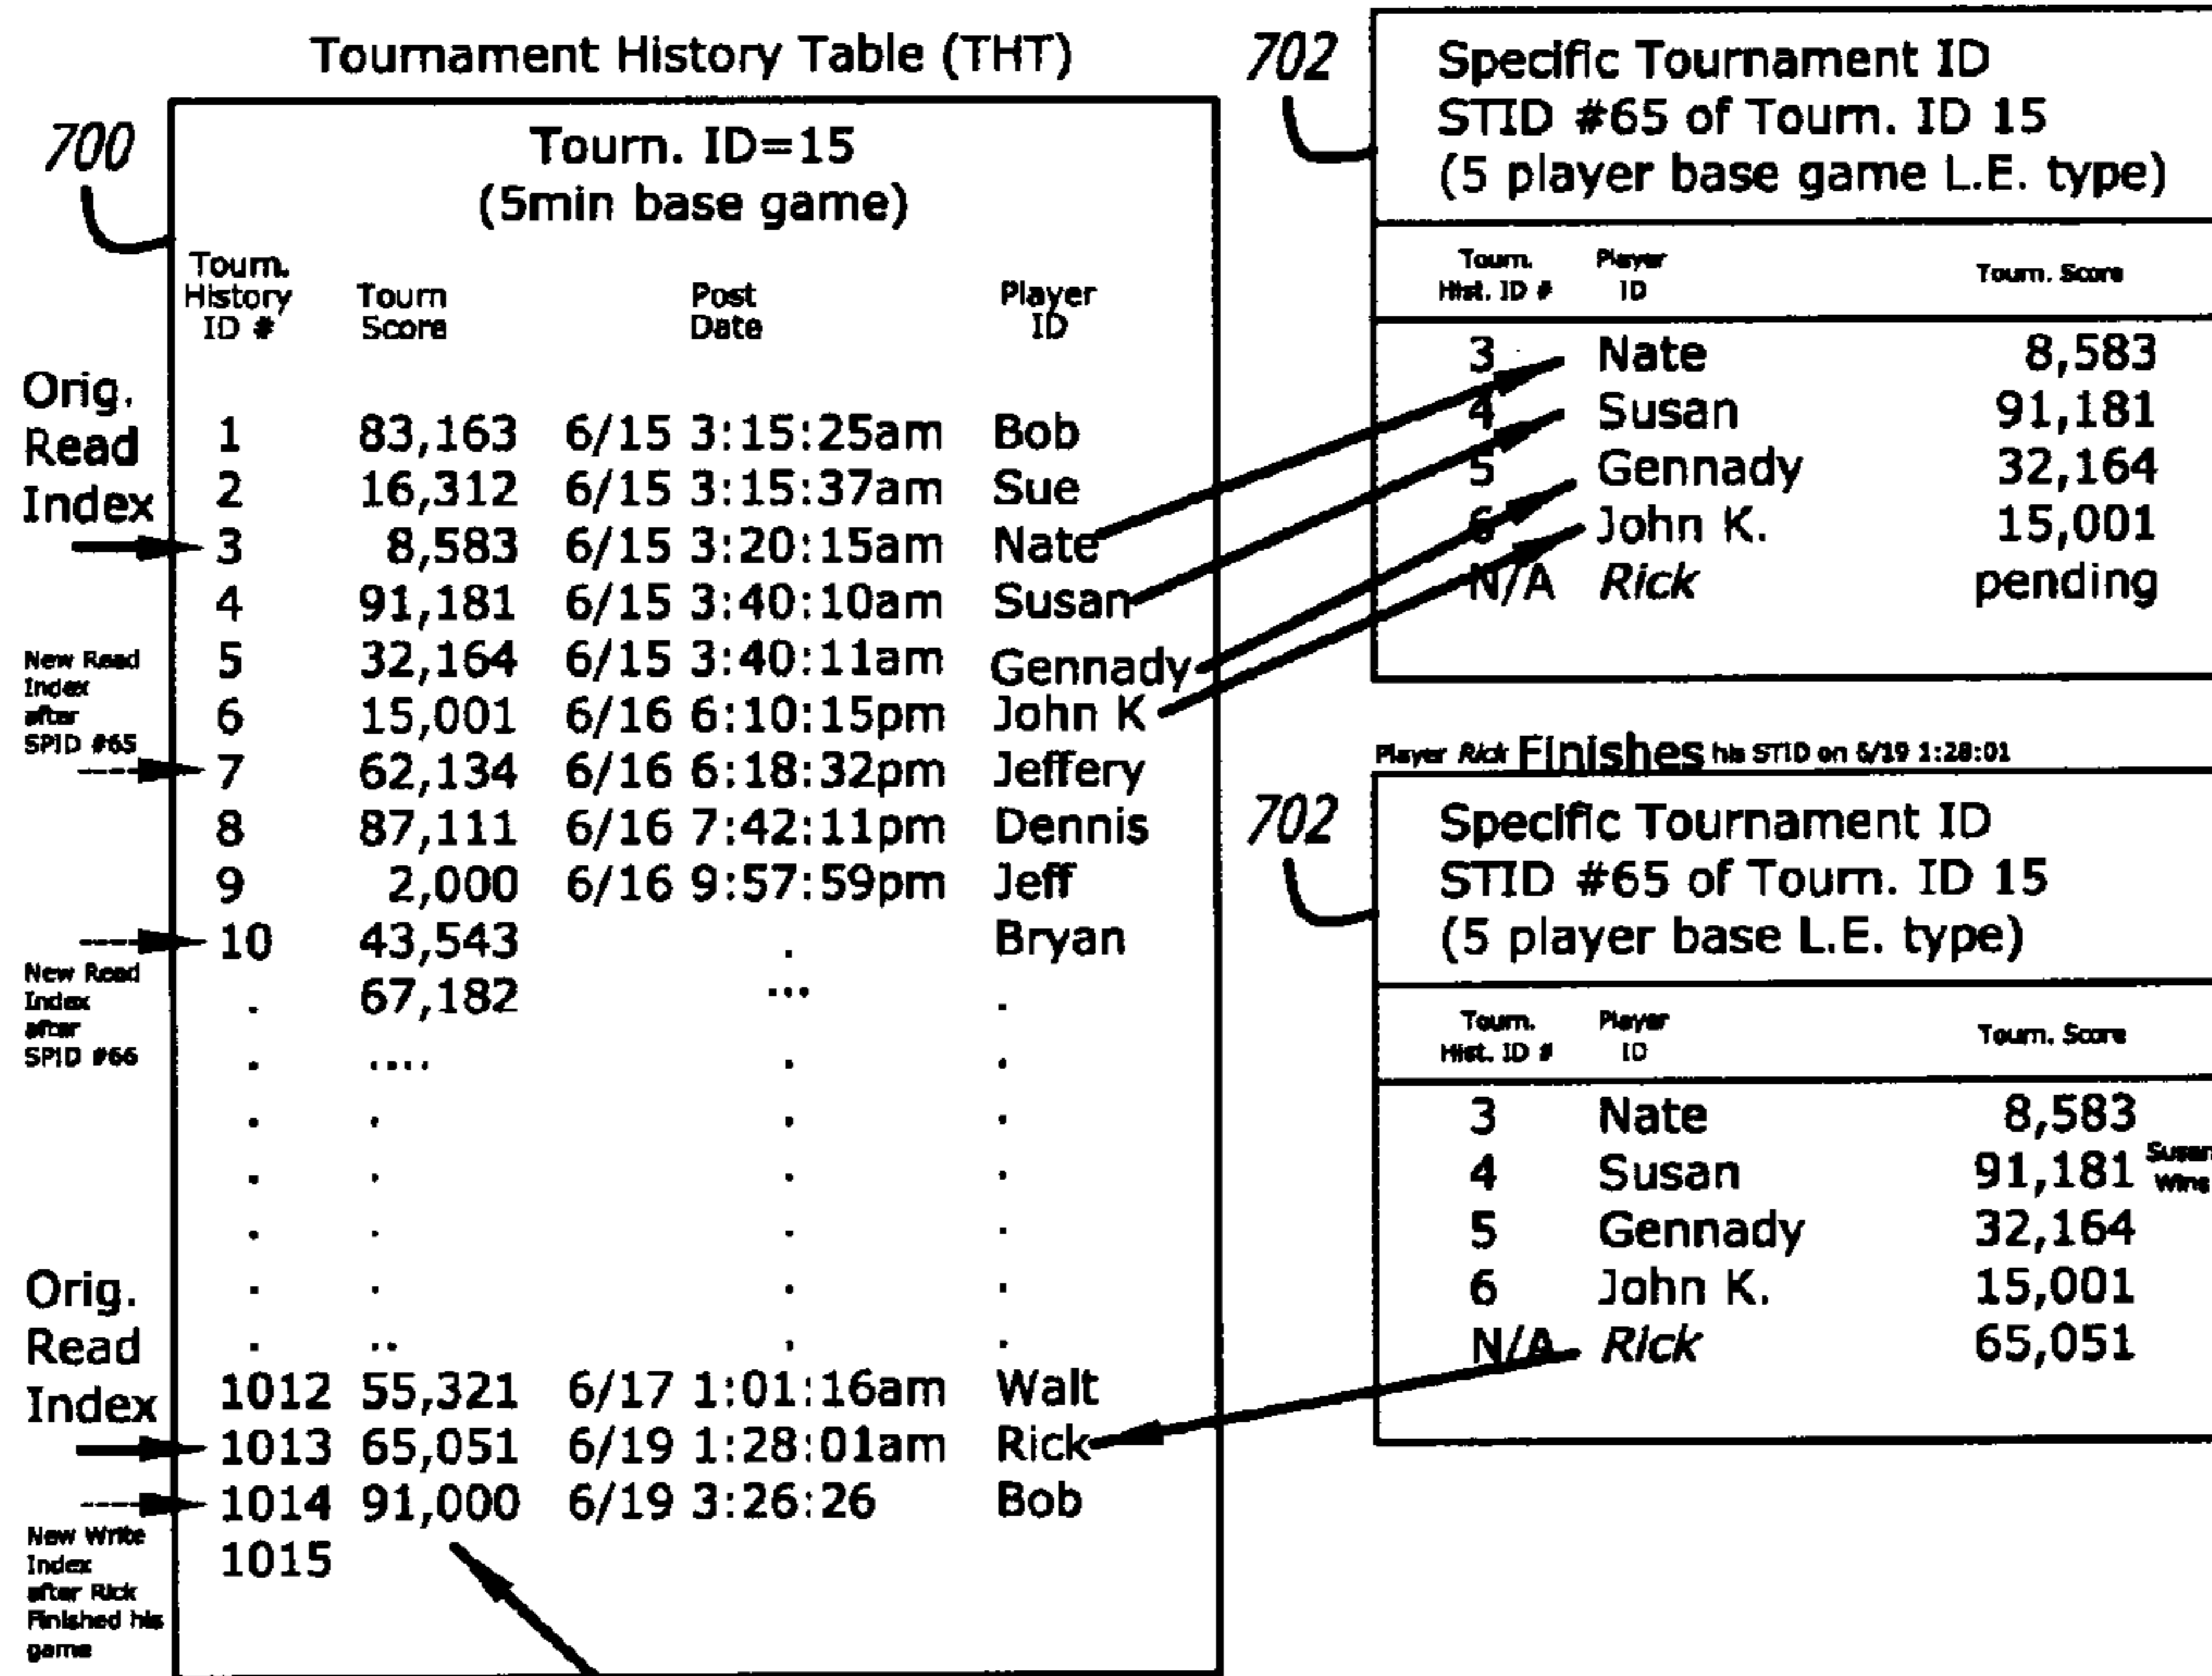 Tournament History Table (THT)
700
Tourn. ID=15
(5min base game)
Tourn. History ID #  Tourn Score  Post Date  Player ID
Orig. Read Index
1  83,163  6/15 3:15:25am  Bob
2  16,312  6/15 3:15:37am  Sue
3  8,583  6/15 3:20:15am  Nate
4  91,181  6/15 3:40:10am  Susan
New Read Index after SPID #65
5  32,164  6/15 3:40:11am  Gennady
6  15,001  6/16 6:10:15pm  John K
7  62,134  6/16 6:18:32pm  Jeffery
8  87,111  6/16 7:42:11pm  Dennis
9  2,000  6/16 9:57:59pm  Jeff
10  43,543  .  Bryan
New Read Index after SPID #66
.  67,182  ...  .
.  ....  .  .
.  .  .  .
.  .  .  .
.  .  .  .
.  .  .  .
.  ..  .  .
Orig. Read Index
1012  55,321  6/17 1:01:16am  Walt
1013  65,051  6/19 1:28:01am  Rick
1014  91,000  6/19 3:26:26  Bob
New Write Index after Rick Finished his game
1015
702
Specific Tournament ID
STID #65 of Tourn. ID 15
(5 player base game L.E. type)
Tourn. Hist. ID #  Player ID  Tourn. Score
3  Nate  8,583
4  Susan  91,181
5  Gennady  32,164
6  John K.  15,001
N/A  Rick  pending
Player Rick Finishes his STID on 6/19 1:28:01
702
Specific Tournament ID
STID #65 of Tourn. ID 15
(5 player base L.E. type)
Tourn. Hist. ID #  Player ID  Tourn. Score
3  Nate  8,583
4  Susan  91,181  Susan Wins
5  Gennady  32,164
6  John K.  15,001
N/A  Rick  65,051